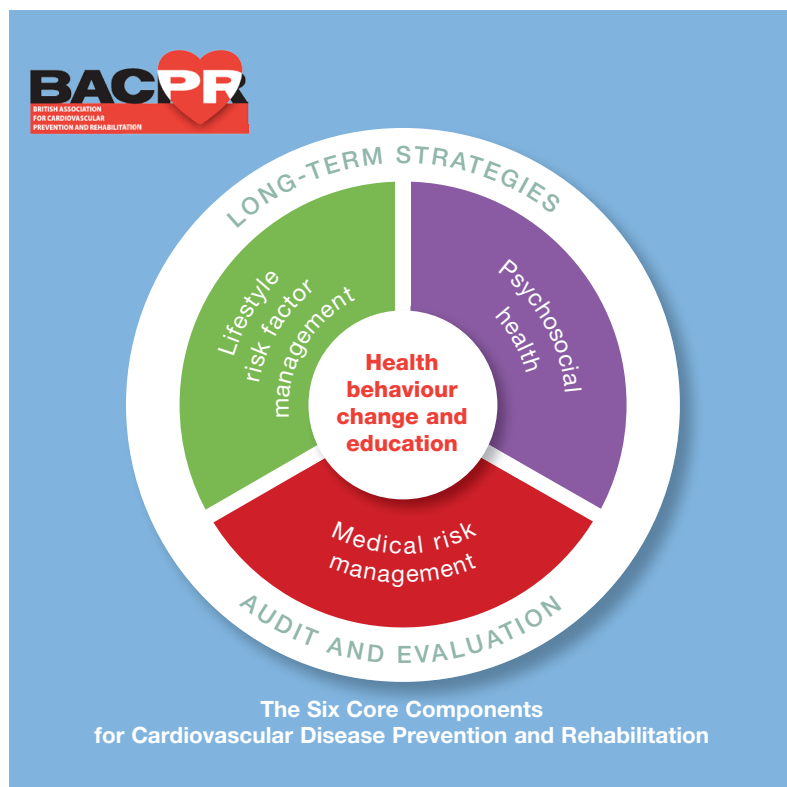 BACPR
BRITISH ASSOCIATION
FOR CARDIOVASCULAR
PREVENTION AND REHABILITATION
LONG-TERM STRATEGIES
Lifestyle
risk factor
management
Psychosocial
health
Health
behaviour
change and
education
Medical risk
management
AUDIT AND EVALUATION
The Six Core Components
for Cardiovascular Disease Prevention and Rehabilitation